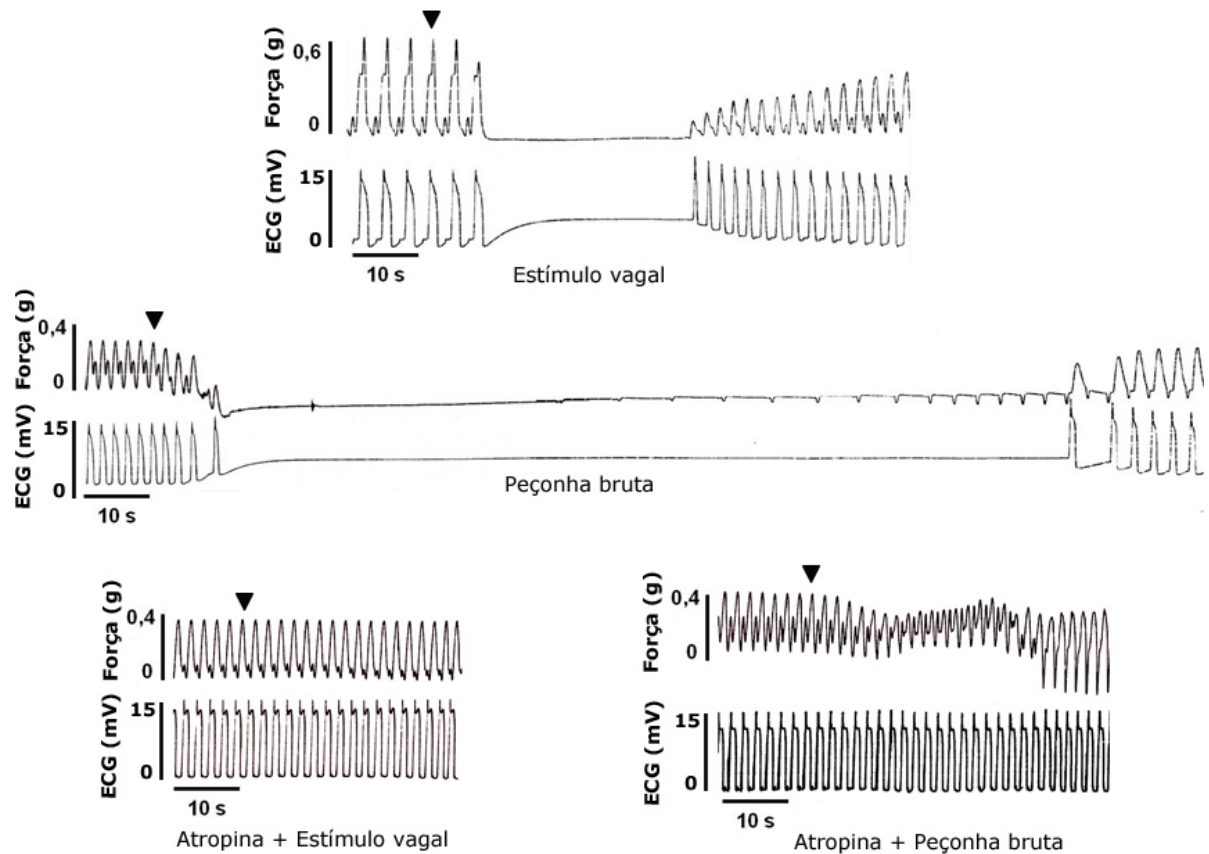 Força (g)
0,6
0
ECG (mV)
15
0
10 s
Estímulo vagal
Força (g)
0,4
0
ECG (mV)
15
0
10 s
Peçonha bruta
Força (g)
0,4
0
ECG (mV)
15
0
10 s
Atropina + Estímulo vagal
Força (g)
0,4
0
ECG (mV)
15
0
10 s
Atropina + Peçonha bruta